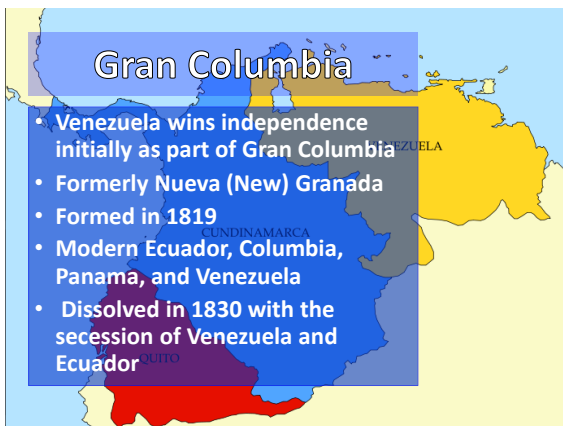 Gran Columbia
• Venezuela wins independence
initially as part of Gran Columbia
VENEZUELA
• Formerly Nueva (New) Granada
• Formed in 1819
CUNDINAMARCA
• Modern Ecuador, Columbia,
Panama, and Venezuela
• Dissolved in 1830 with the
secession of Venezuela and
Ecuador
QUITO